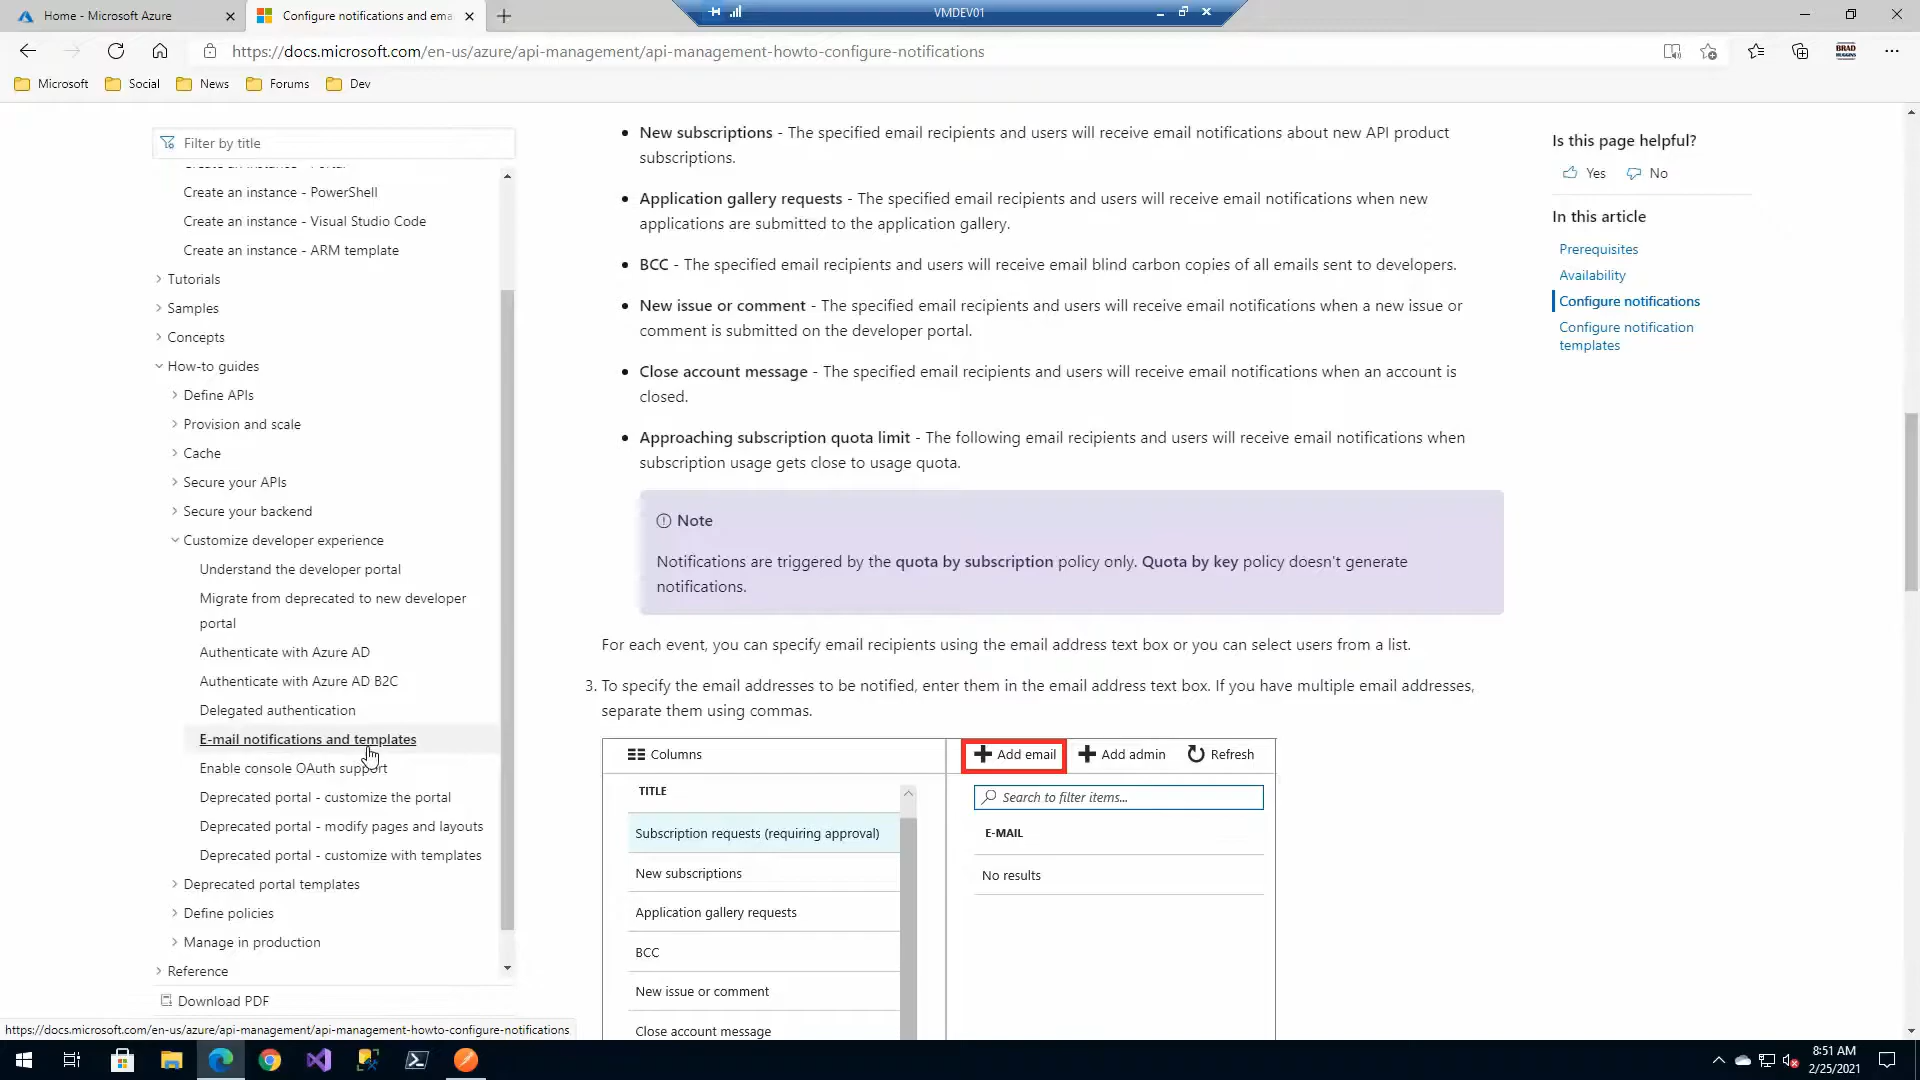 Home - Microsoft Azure
Configure notifications and ema
VMDEV01
https://docs.microsoft.com/en-us/azure/api-management/api-management-howto-configure-notifications
BRAD
HUGGINS
Microsoft
Social
News
Forums
Dev
Filter by title
Create an instance - Portal
Create an instance - PowerShell
Create an instance - Visual Studio Code
Create an instance - ARM template
Tutorials
Samples
Concepts
How-to guides
Define APIs
Provision and scale
Cache
Secure your APIs
Secure your backend
Customize developer experience
Understand the developer portal
Migrate from deprecated to new developer
portal
Authenticate with Azure AD
Authenticate with Azure AD B2C
Delegated authentication
E-mail notifications and templates
Enable console OAuth support
Deprecated portal - customize the portal
Deprecated portal - modify pages and layouts
Deprecated portal - customize with templates
Deprecated portal templates
Define policies
Manage in production
Reference
Download PDF
New subscriptions - The specified email recipients and users will receive email notifications about new API product
subscriptions.
Application gallery requests - The specified email recipients and users will receive email notifications when new
applications are submitted to the application gallery.
BCC - The specified email recipients and users will receive email blind carbon copies of all emails sent to developers.
New issue or comment - The specified email recipients and users will receive email notifications when a new issue or
comment is submitted on the developer portal.
Close account message - The specified email recipients and users will receive email notifications when an account is
closed.
Approaching subscription quota limit - The following email recipients and users will receive email notifications when
subscription usage gets close to usage quota.
Note
Notifications are triggered by the quota by subscription policy only. Quota by key policy doesn't generate
notifications.
For each event, you can specify email recipients using the email address text box or you can select users from a list.
3. To specify the email addresses to be notified, enter them in the email address text box. If you have multiple email addresses,
separate them using commas.
Columns
TITLE
Subscription requests (requiring approval)
New subscriptions
Application gallery requests
BCC
New issue or comment
Close account message
Add email
Add admin
Refresh
Search to filter items...
E-MAIL
No results
Is this page helpful?
Yes
No
In this article
Prerequisites
Availability
Configure notifications
Configure notification
templates
https://docs.microsoft.com/en-us/azure/api-management/api-management-howto-configure-notifications
8:51 AM
2/25/2021